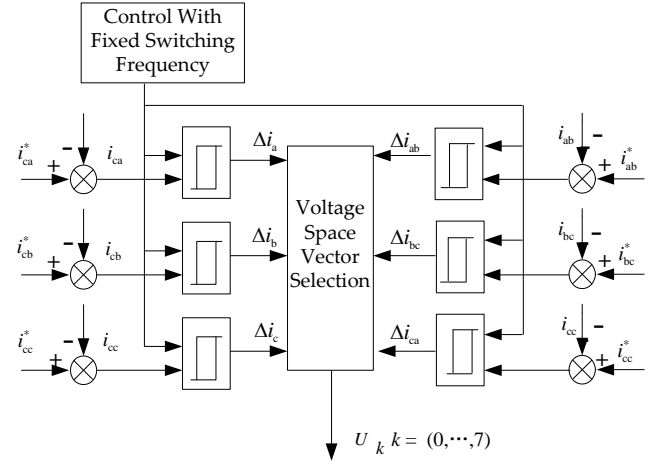 Control With
Fixed Switching
Frequency
i*ca
+
-
ica
Δia
Δiab
iab
-
+
i*ab
Voltage
Space
Vector
Selection
i*cb
+
-
icb
Δib
Δibc
ibc
-
+
i*bc
i*cc
+
-
icc
Δic
Δica
icc
-
+
i*cc
U k k = (0,···,7)